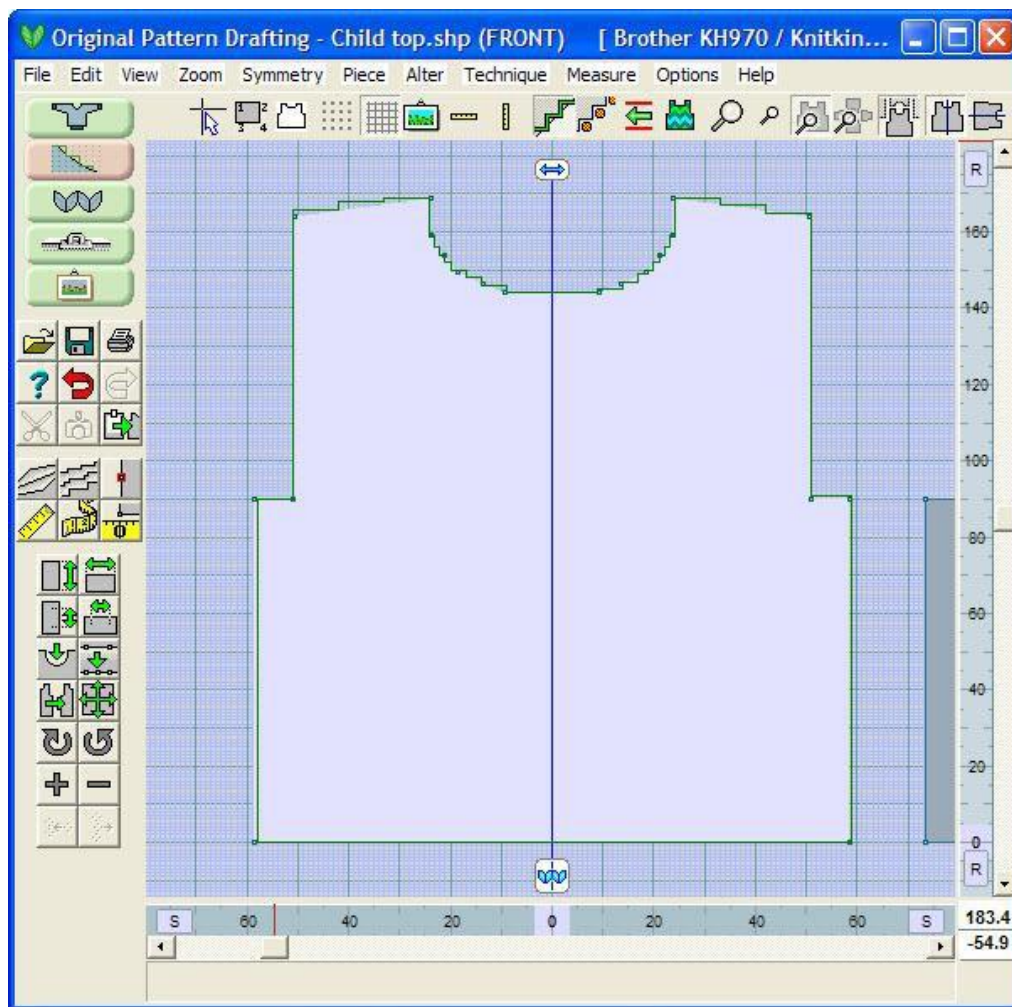 Original Pattern Drafting - Child top.shp (FRONT) [ Brother KH970 / Knitkin...
File Edit View Zoom Symmetry Piece Alter Technique Measure Options Help
R
160
140
120
100
80
60
40
20
0
R
S 60 40 20 0 20 40 60 S
183.4
-54.9